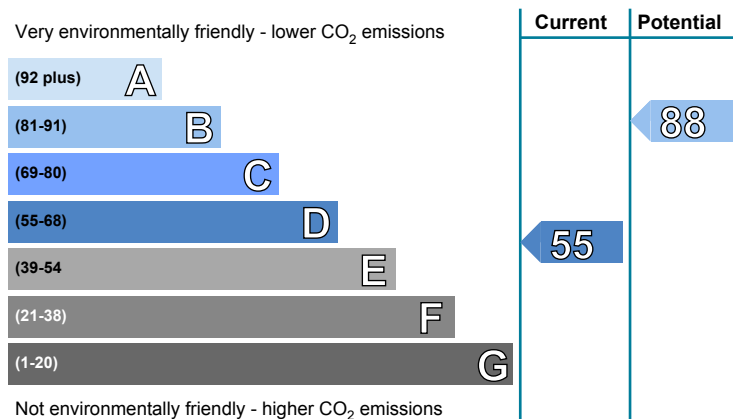 Very environmentally friendly - lower CO2 emissions
Current
Potential
(92 plus) A
(81-91) B
88
(69-80) C
(55-68) D
55
(39-54 E
(21-38) F
(1-20) G
Not environmentally friendly - higher CO2 emissions